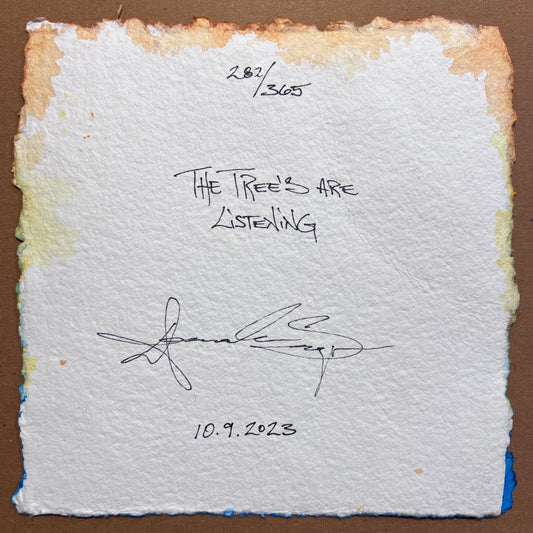 282/365
THE TREE'S ARE
LISTENING
10.9.2023